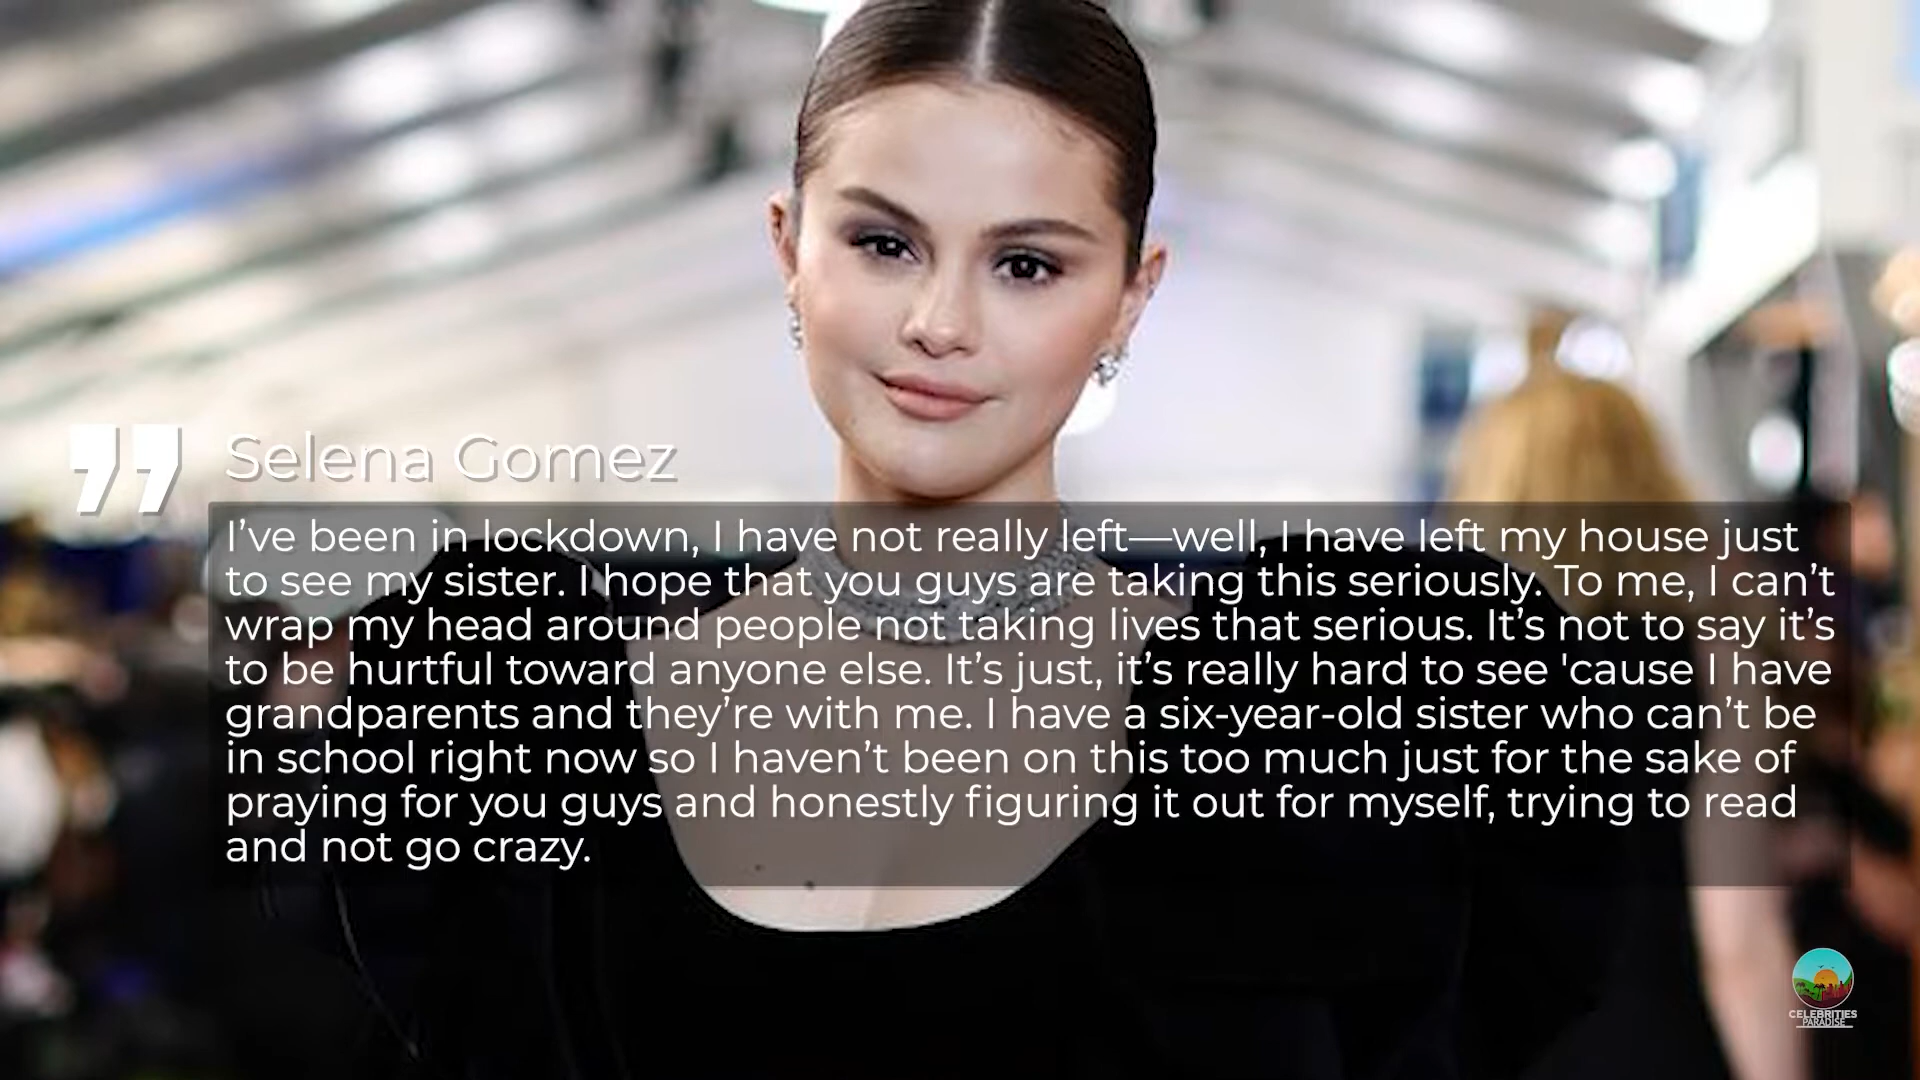 ”
Selena Gomez
I’ve been in lockdown, I have not really left—well, I have left my house just
to see my sister. I hope that you guys are taking this seriously. To me, I can’t
wrap my head around people not taking lives that serious. It’s not to say it’s
to be hurtful toward anyone else. It’s just, it’s really hard to see 'cause I have
grandparents and they’re with me. I have a six-year-old sister who can’t be
in school right now so I haven’t been on this too much just for the sake of
praying for you guys and honestly figuring it out for myself, trying to read
and not go crazy.
CELEBRITIES
PARADISE